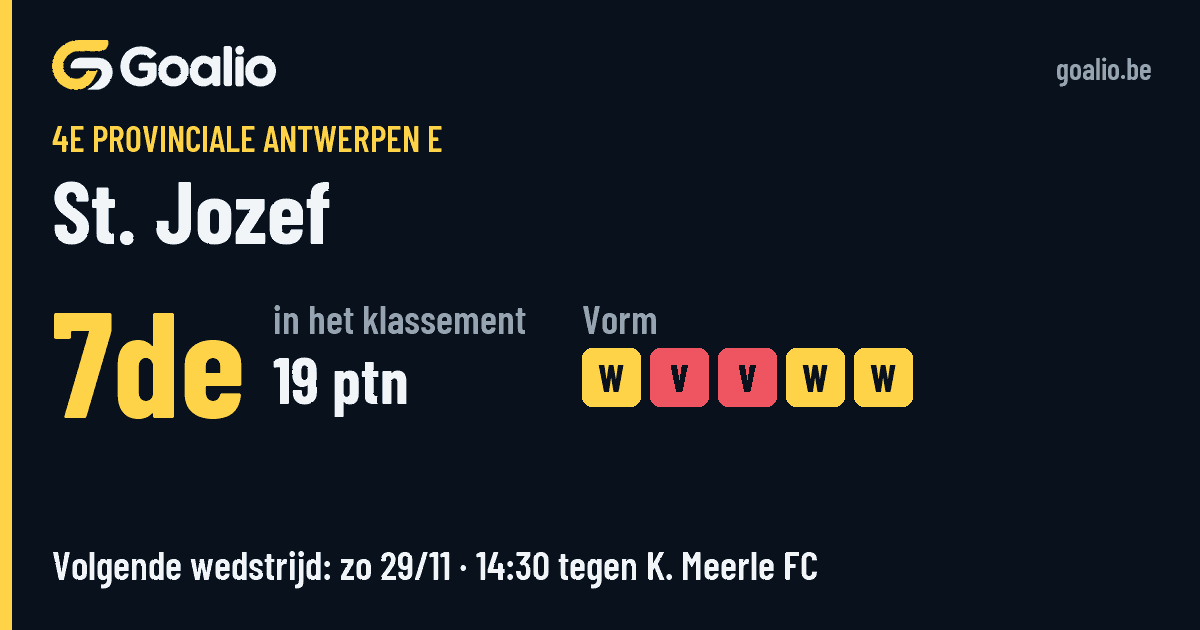 Goalio
goalio.be
4E PROVINCIALE ANTWERPEN E
St. Jozef
7de
in het klassement
19 ptn
Vorm
W V V W W
Volgende wedstrijd: zo 29/11 · 14:30 tegen K. Meerle FC